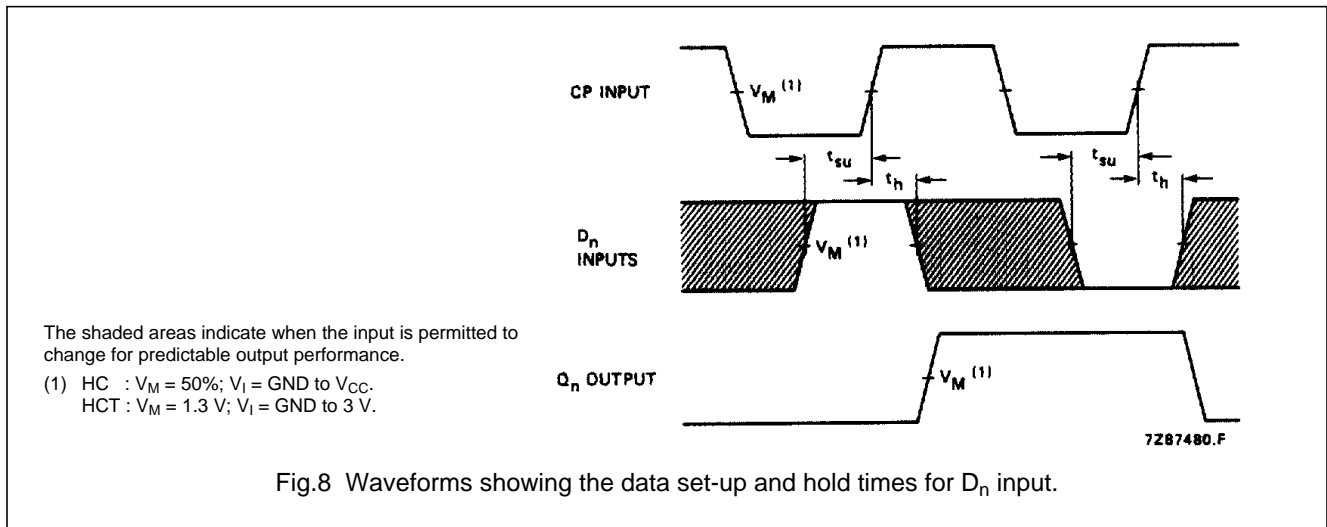 CP INPUT
V_M (1)
t_su
t_h
t_su
t_h
D_n
INPUTS
V_M (1)
The shaded areas indicate when the input is permitted to
change for predictable output performance.
(1) HC : V_M = 50%; V_I = GND to V_CC.
HCT : V_M = 1.3 V; V_I = GND to 3 V.
Q_n OUTPUT
V_M (1)
7Z87480.F
Fig.8 Waveforms showing the data set-up and hold times for D_n input.